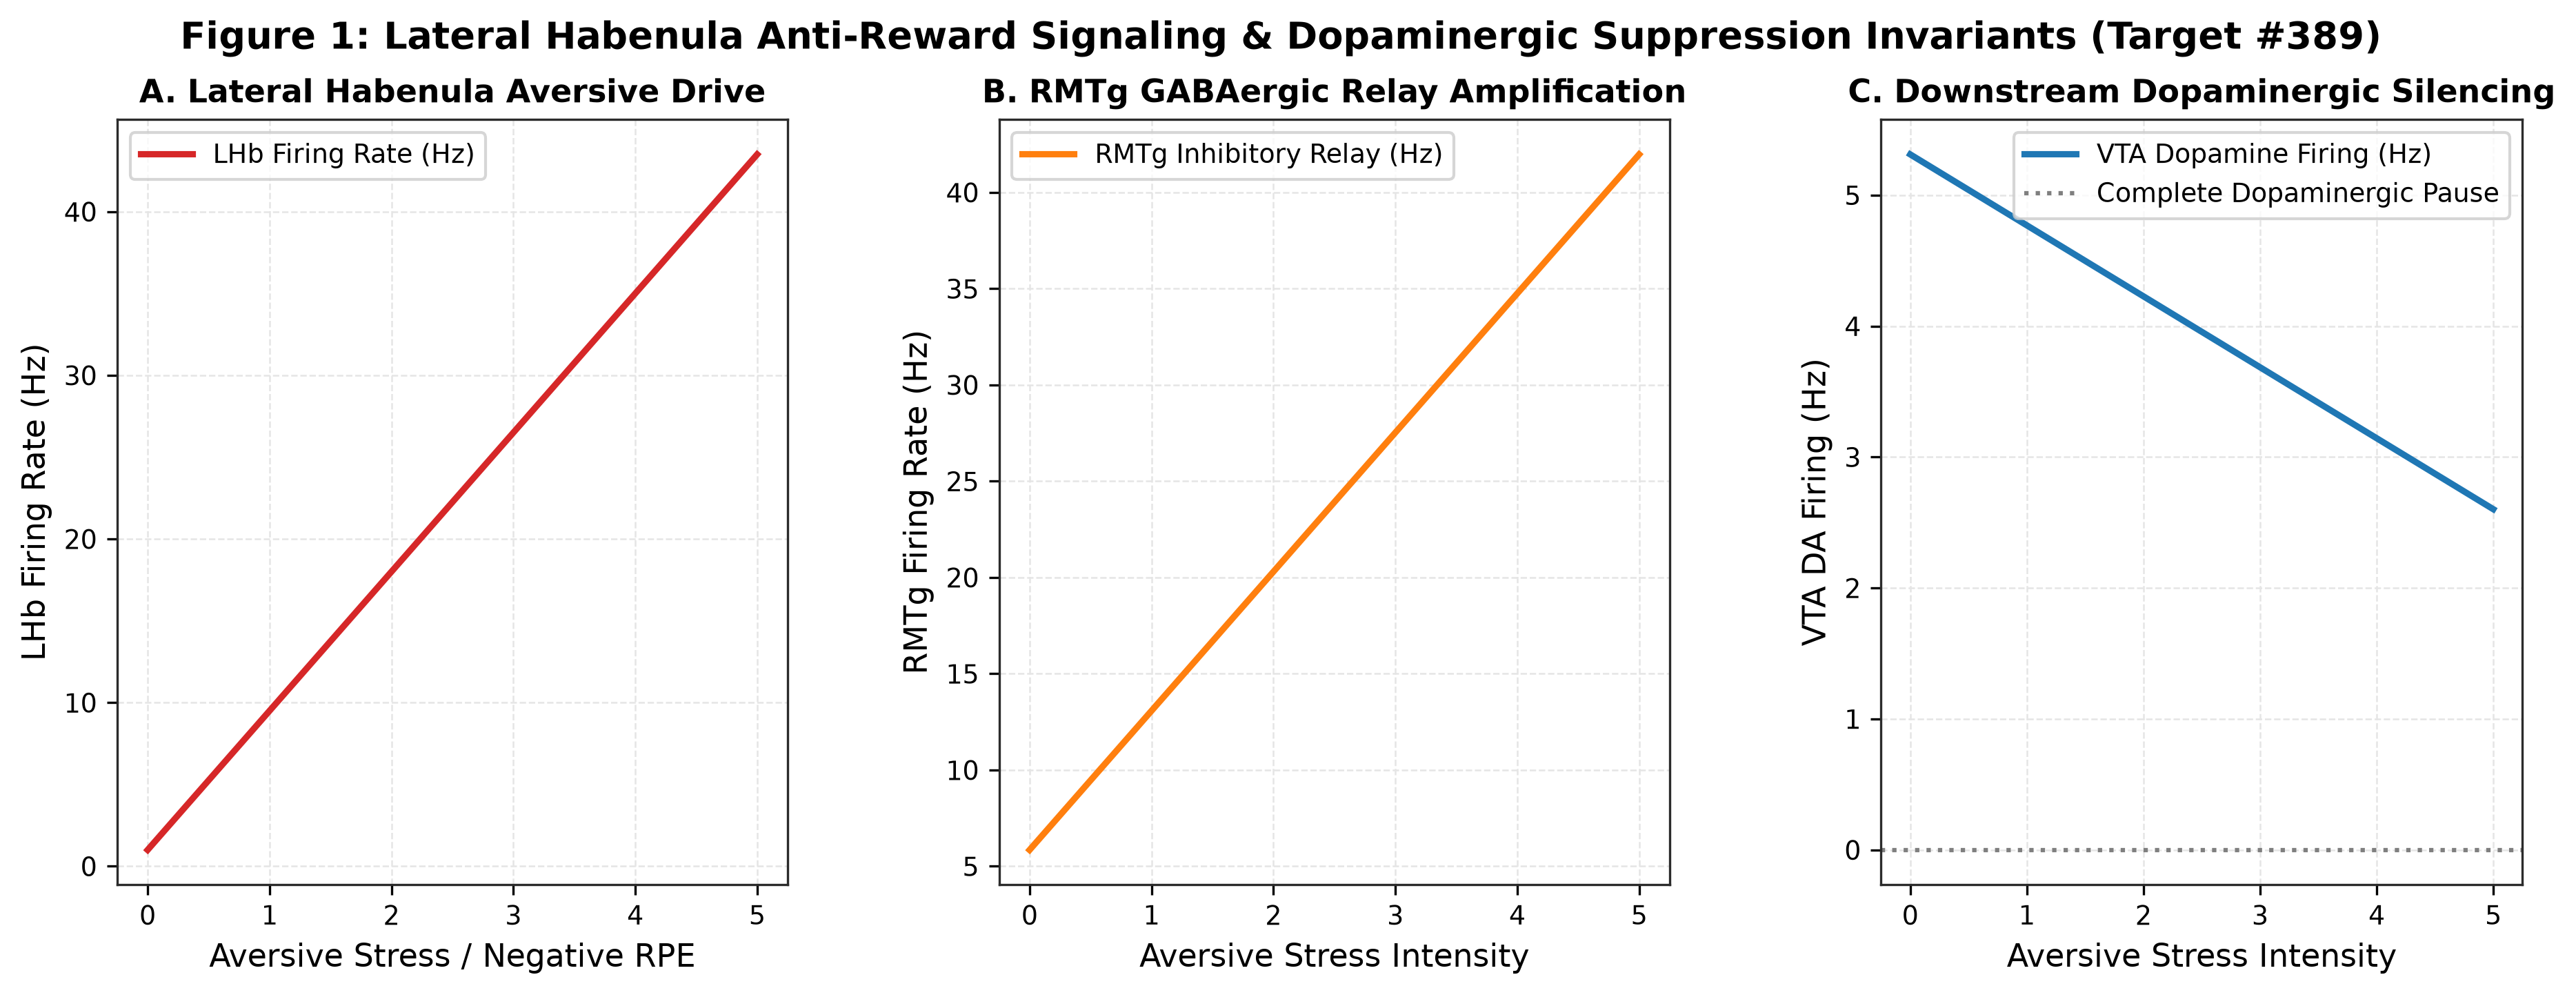 Figure 1: Lateral Habenula Anti-Reward Signaling & Dopaminergic Suppression Invariants (Target #389)
A. Lateral Habenula Aversive Drive
LHb Firing Rate (Hz)
LHb Firing Rate (Hz)
40
30
20
10
0
0 1 2 3 4 5
Aversive Stress / Negative RPE
B. RMTg GABAergic Relay Amplification
RMTg Inhibitory Relay (Hz)
RMTg Firing Rate (Hz)
40
35
30
25
20
15
10
5
0 1 2 3 4 5
Aversive Stress Intensity
C. Downstream Dopaminergic Silencing
VTA Dopamine Firing (Hz)
Complete Dopaminergic Pause
VTA DA Firing (Hz)
5
4
3
2
1
0
0 1 2 3 4 5
Aversive Stress Intensity